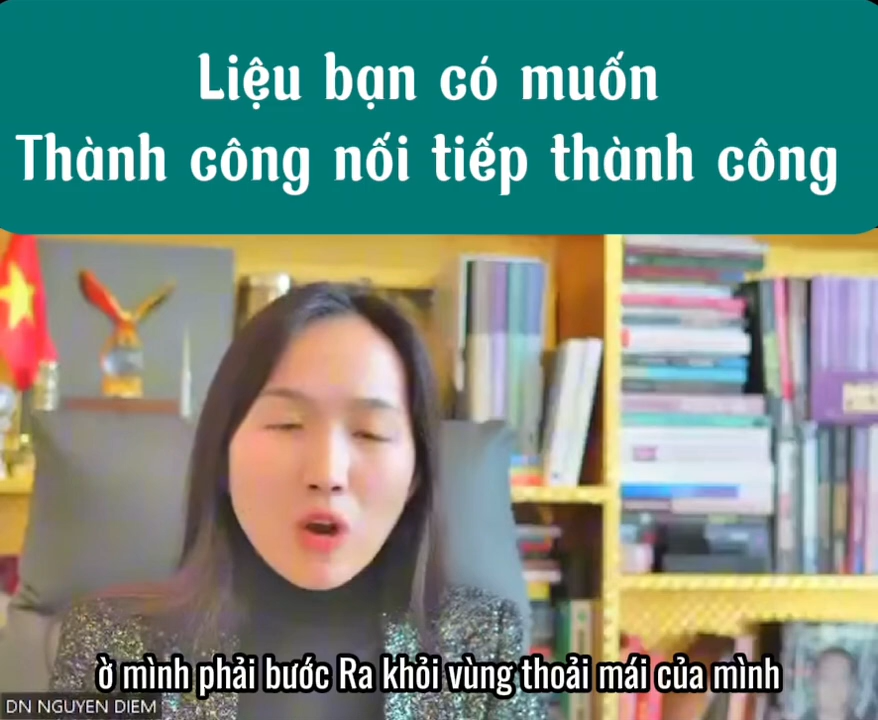 Liệu bạn có muốn
Thành công nối tiếp thành công
ờ mình phải bước Ra khỏi vùng thoải mái của mình
DN NGUYEN DIEM